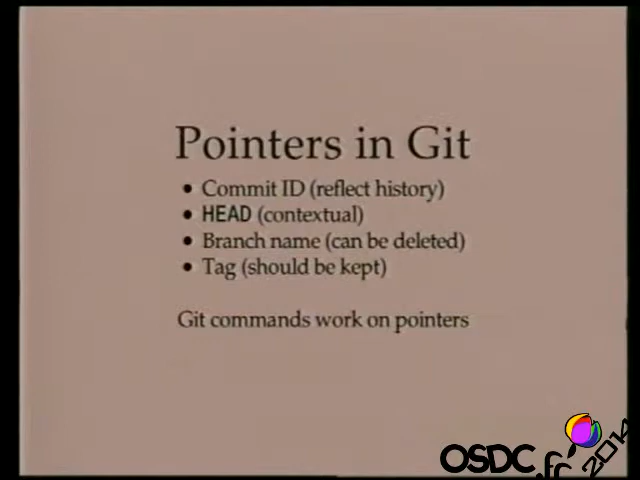 Pointers in Git
• Commit ID (reflect history)
• HEAD (contextual)
• Branch name (can be deleted)
• Tag (should be kept)
Git commands work on pointers
OSDC
.fr 2014